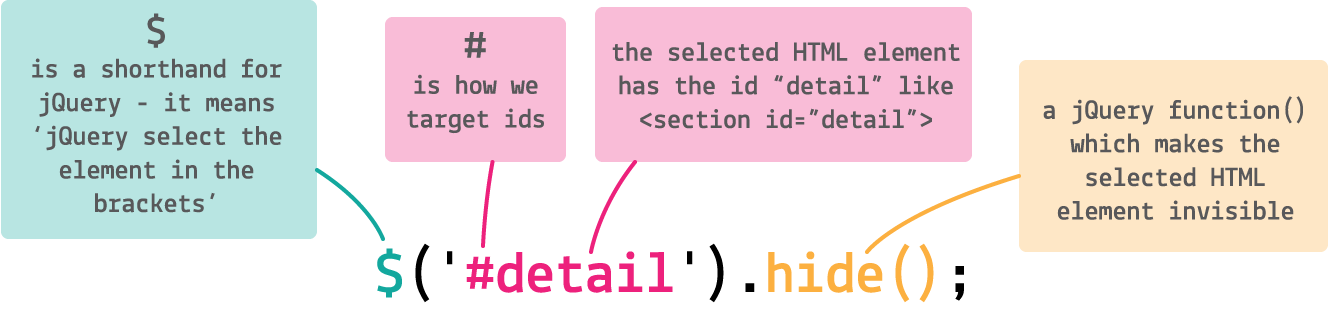 $
is a shorthand for
jQuery - it means
‘jQuery select the
element in the
brackets’
#
is how we
target ids
the selected HTML element
has the id “detail” like
<section id=”detail”>
a jQuery function()
which makes the
selected HTML
element invisible
$('#detail').hide();